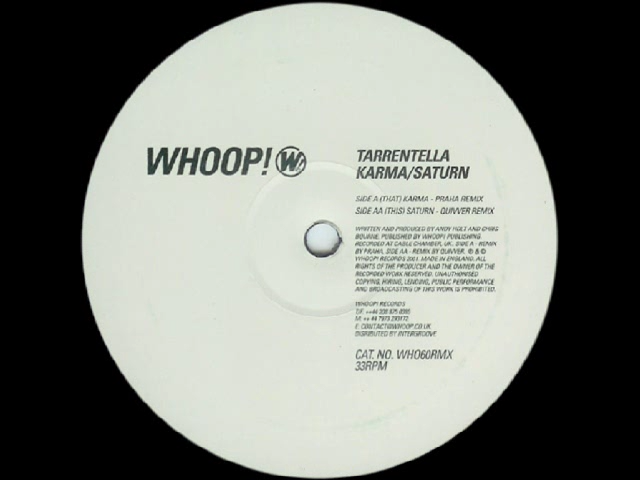 WHOOP! W!
TARRENTELLA
KARMA/SATURN
SIDE A (THAT) KARMA - PRAHA REMIX
SIDE AA (THIS) SATURN - QUIVVER REMIX
WRITTEN AND PRODUCED BY ANDY HOLT AND CHRIS
BOURNE. PUBLISHED BY WHOOP! PUBLISHING.
RECORDED AT CABLE CHAMBER, UK. SIDE A - REMIX
BY PRAHA, SIDE AA - REMIX BY QUIVVER. ℗ & ©
WHOOP! RECORDS 2001. MADE IN ENGLAND. ALL
RIGHTS OF THE PRODUCER AND THE OWNER OF THE
RECORDED WORK RESERVED. UNAUTHORISED
COPYING, HIRING, LENDING, PUBLIC PERFORMANCE
AND BROADCASTING OF THIS WORK IS PROHIBITED.
WHOOP! RECORDS
E: CONTACT@WHOOP.CO.UK
DISTRIBUTED BY INTERGROOVE
CAT. NO. WHO60RMX
33RPM